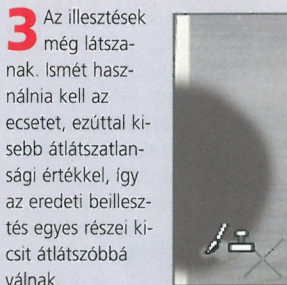 3 Az illesztések
még látsza-
nak. Ismét hasz-
nálnia kell az
ecsetet, ezúttal ki-
sebb átlátszatlan-
sági értékkel, így
az eredeti beillesz-
tés egyes részei ki-
csit átlátszóbbá
válnak